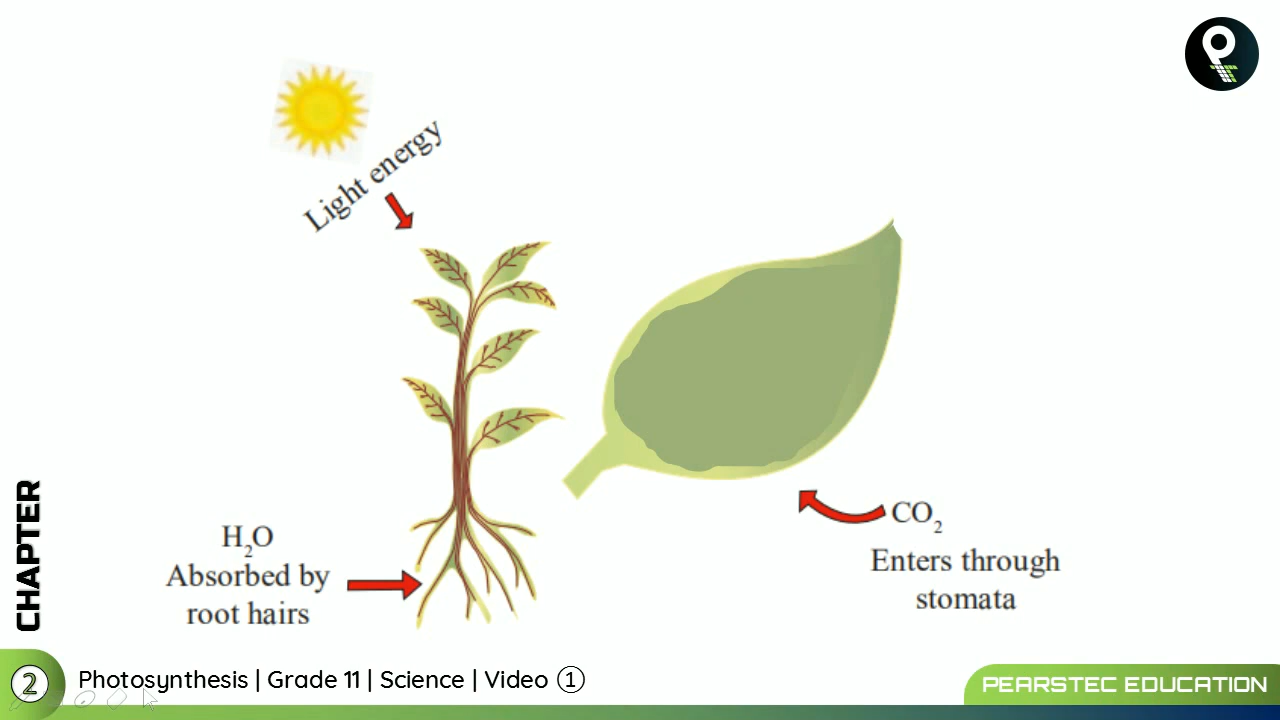 Light energy
H₂O
Absorbed by
root hairs
CO₂
Enters through
stomata
CHAPTER
2
Photosynthesis | Grade 11 | Science | Video ①
PEARSTEC EDUCATION